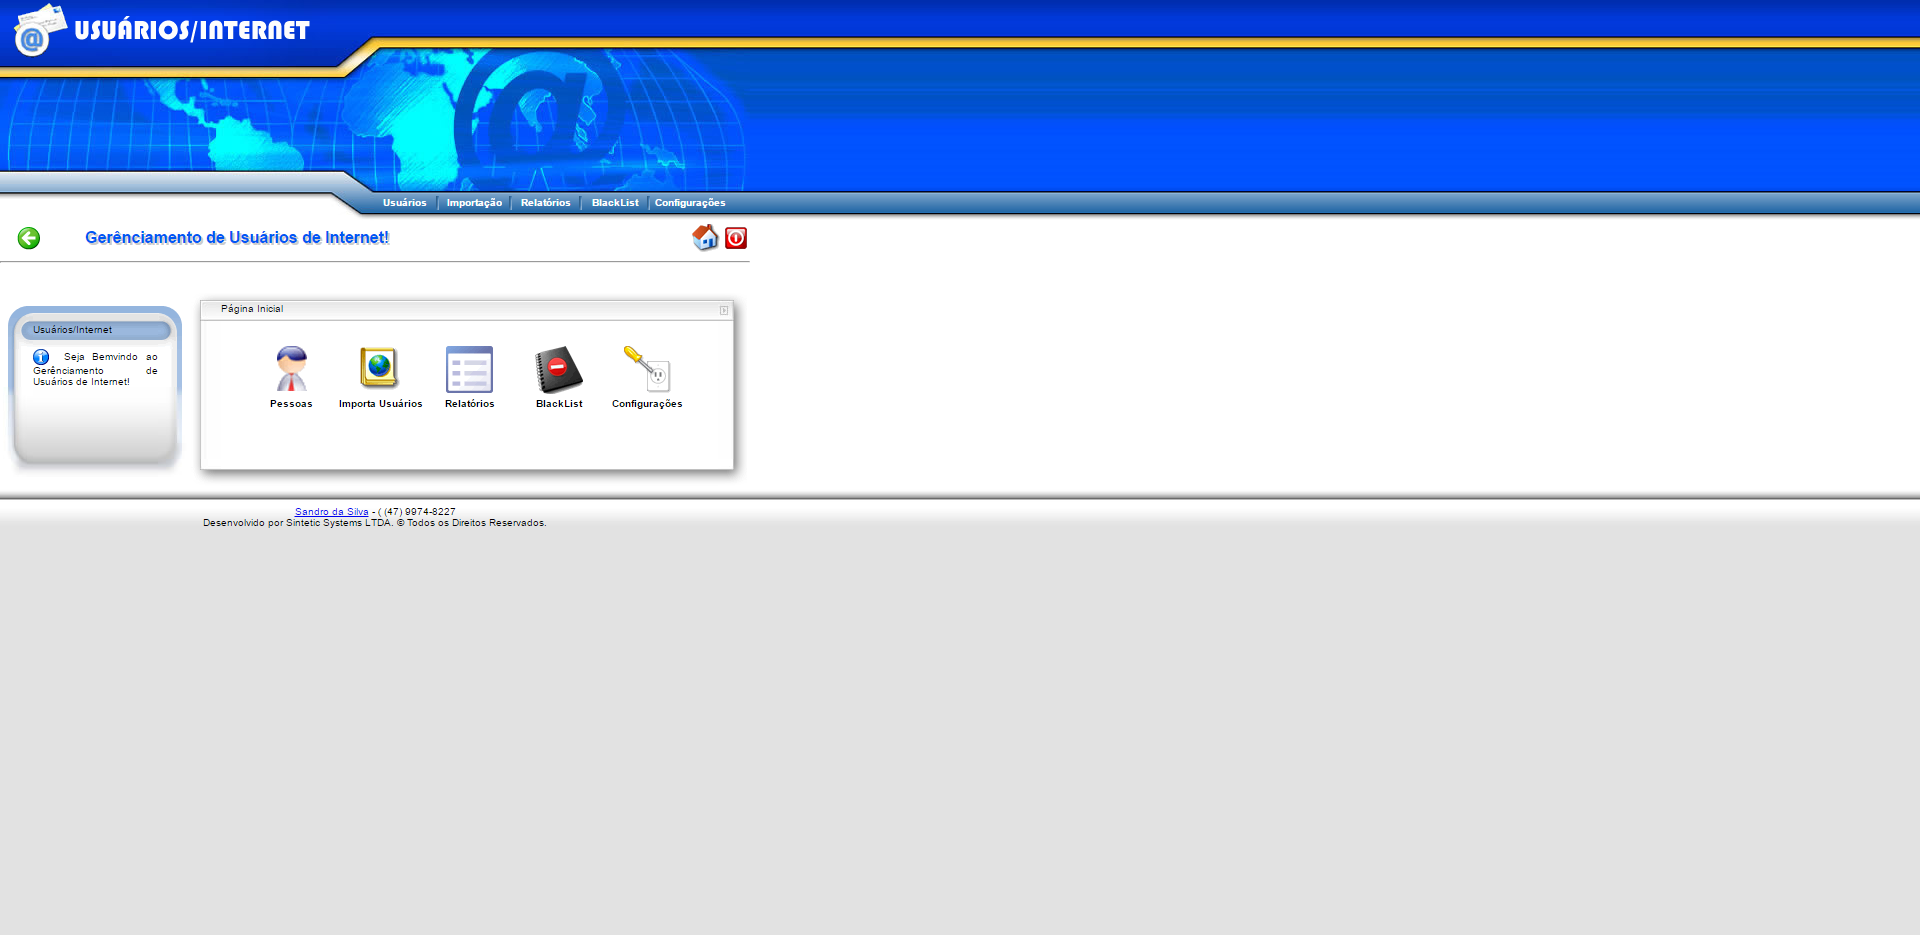 USUÁRIOS/INTERNET
Usuários Importação Relatórios BlackList Configurações
Gerênciamento de Usuários de Internet!
Usuários/Internet
Seja Bemvindo ao
Gerênciamento de
Usuários de Internet!
Página Inicial
Pessoas Importa Usuários Relatórios BlackList Configurações
Sandro da Silva - ( (47) 9974-8227
Desenvolvido por Sintetic Systems LTDA. © Todos os Direitos Reservados.